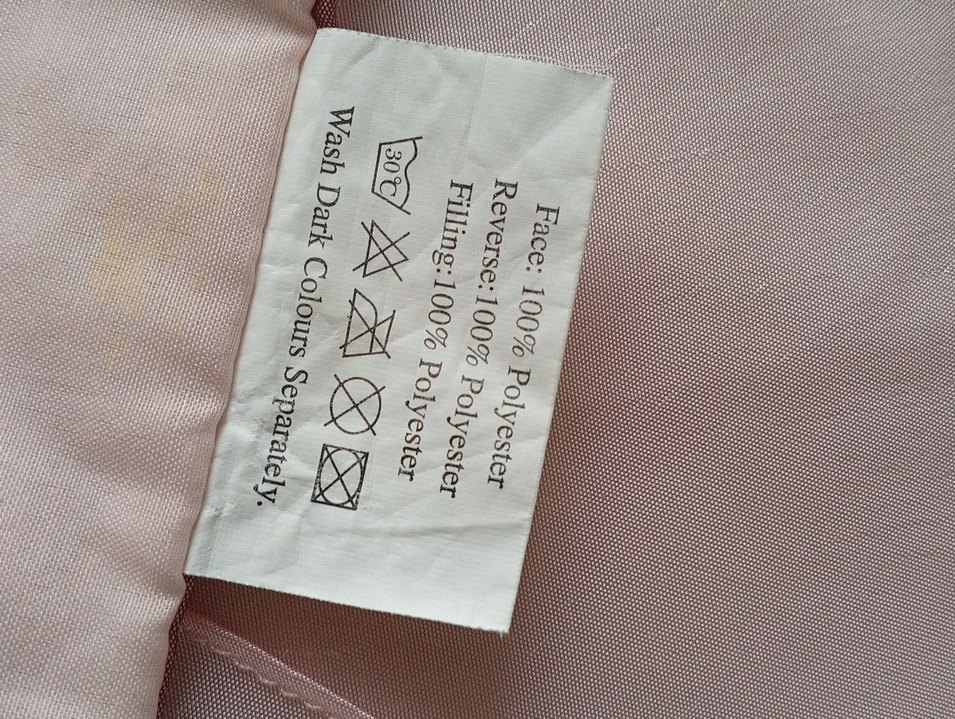 Face: 100% Polyester
Reverse:100% Polyester
Filling:100% Polyester
30℃
Wash Dark Colours Separately.